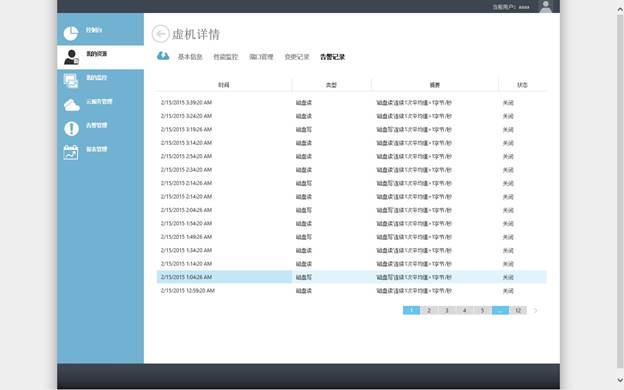 当前用户：aaaa
控制台
我的资源
我的监控
云服务管理
告警管理
报表管理
虚机详情
基本信息 性能监控 端口管理 变更记录 告警记录
时间 类型 摘要 状态
2/15/2015 3:39:20 AM 磁盘读 '磁盘读'连续1次平均值>1字节/秒 关闭
2/15/2015 3:24:20 AM 磁盘读 '磁盘读'连续1次平均值>1字节/秒 关闭
2/15/2015 3:19:26 AM 磁盘写 '磁盘写'连续1次平均值>1字节/秒 关闭
2/15/2015 3:14:20 AM 磁盘读 '磁盘读'连续1次平均值>1字节/秒 关闭
2/15/2015 2:54:20 AM 磁盘读 '磁盘读'连续1次平均值>1字节/秒 关闭
2/15/2015 2:34:20 AM 磁盘读 '磁盘读'连续1次平均值>1字节/秒 关闭
2/15/2015 2:14:26 AM 磁盘写 '磁盘写'连续1次平均值>1字节/秒 关闭
2/15/2015 2:14:20 AM 磁盘读 '磁盘读'连续1次平均值>1字节/秒 关闭
2/15/2015 2:04:26 AM 磁盘写 '磁盘写'连续1次平均值>1字节/秒 关闭
2/15/2015 1:54:20 AM 磁盘读 '磁盘读'连续1次平均值>1字节/秒 关闭
2/15/2015 1:49:26 AM 磁盘写 '磁盘写'连续1次平均值>1字节/秒 关闭
2/15/2015 1:34:20 AM 磁盘读 '磁盘读'连续1次平均值>1字节/秒 关闭
2/15/2015 1:14:20 AM 磁盘读 '磁盘读'连续1次平均值>1字节/秒 关闭
2/15/2015 1:04:26 AM 磁盘写 '磁盘写'连续1次平均值>1字节/秒 关闭
2/15/2015 12:59:20 AM 磁盘读 '磁盘读'连续1次平均值>1字节/秒 关闭
1 2 3 4 5 ... 12 >